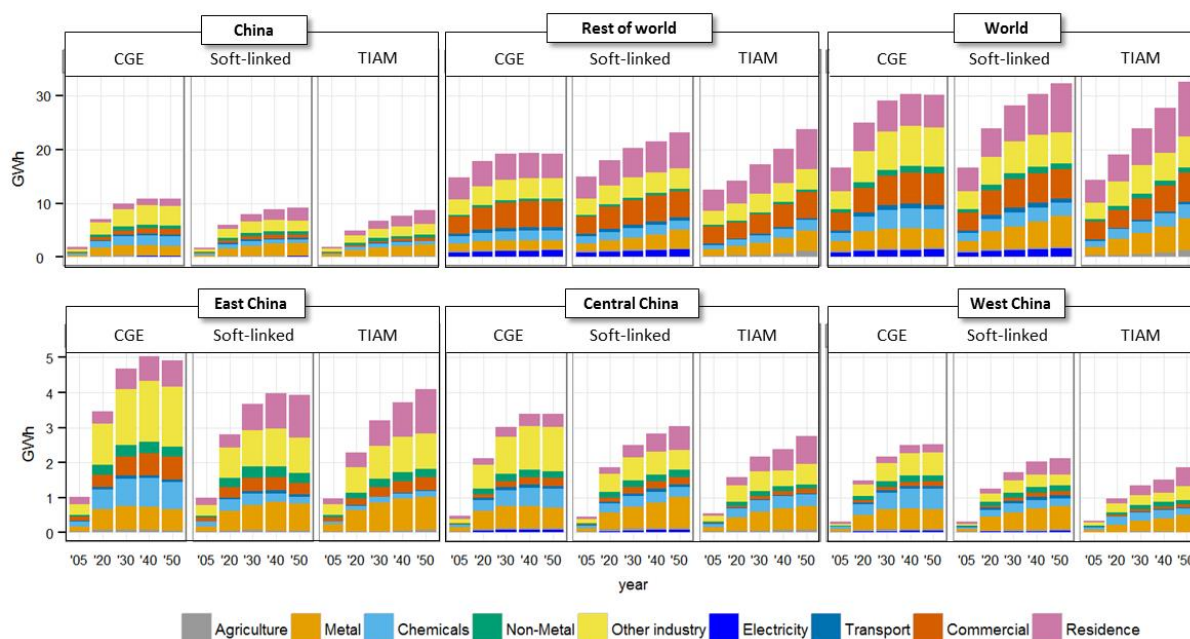 China Rest of world World
CGE Soft-linked TIAM CGE Soft-linked TIAM CGE Soft-linked TIAM
30
20
10
0
GWh
East China Central China West China
CGE Soft-linked TIAM CGE Soft-linked TIAM CGE Soft-linked TIAM
5
4
3
2
1
0
GWh
'05 '20 '30 '40 '50 '05 '20 '30 '40 '50 '05 '20 '30 '40 '50 '05 '20 '30 '40 '50 '05 '20 '30 '40 '50 '05 '20 '30 '40 '50 '05 '20 '30 '40 '50 '05 '20 '30 '40 '50 '05 '20 '30 '40 '50
year
Agriculture Metal Chemicals Non-Metal Other industry Electricity Transport Commercial Residence